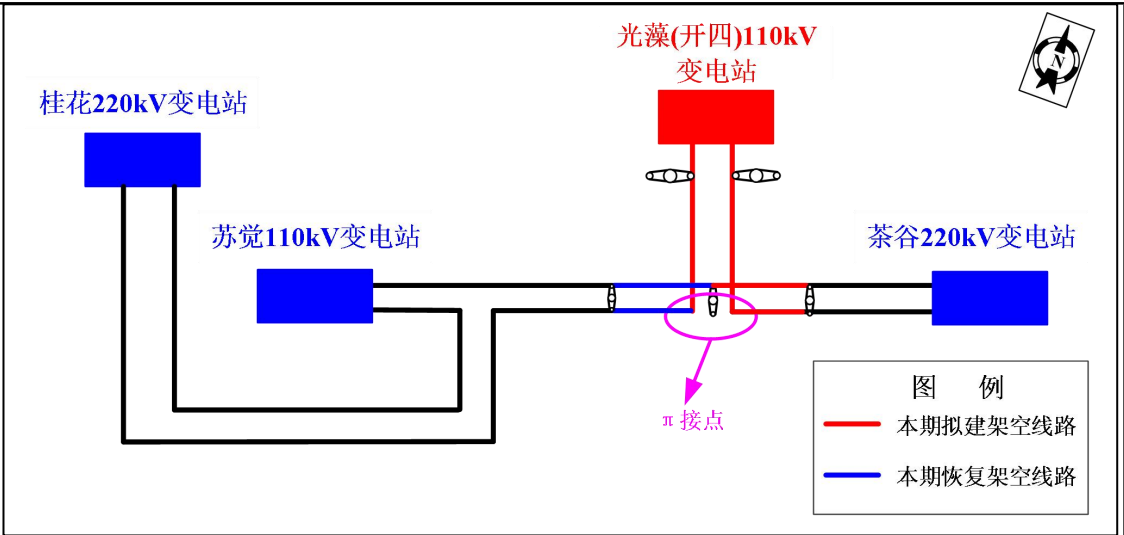 光藻(开四)110kV
变电站
N
桂花220kV变电站
苏觉110kV变电站
茶谷220kV变电站
π接点
图 例
本期拟建架空线路
本期恢复架空线路